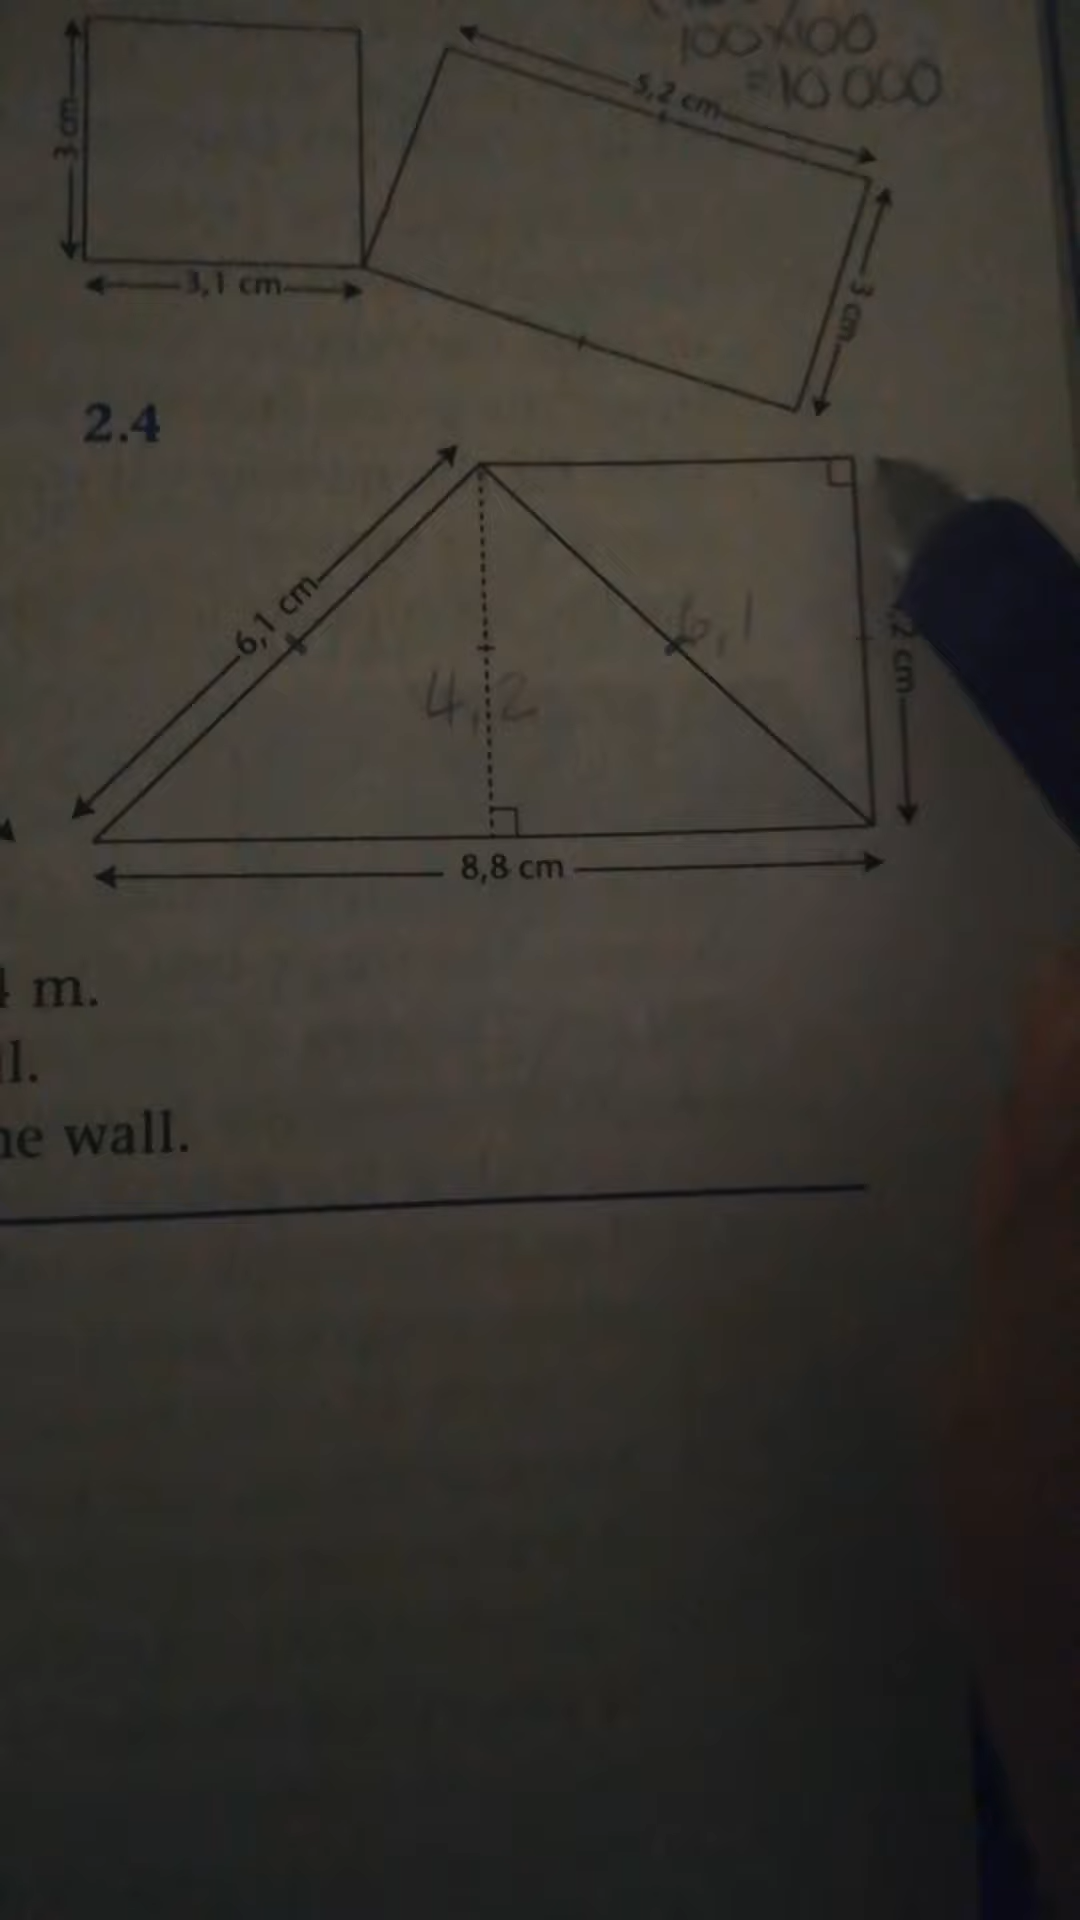 100×100
=10 000
5,2 cm
3 cm
3,1 cm
3 cm
2.4
6,1 cm
6,1
4,2
2 cm
8,8 cm
m.
l.
he wall.